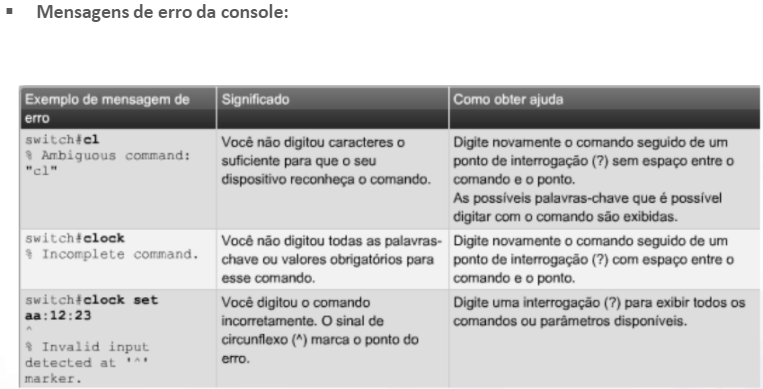 ▪ Mensagens de erro da console:
Exemplo de mensagem de
erro
Significado
Como obter ajuda
switch#cl
% Ambiguous command:
"cl"
Você não digitou caracteres o
suficiente para que o seu
dispositivo reconheça o comando.
Digite novamente o comando seguido de um
ponto de interrogação (?) sem espaço entre o
comando e o ponto.
As possíveis palavras-chave que é possível
digitar com o comando são exibidas.
switch#clock
% Incomplete command.
Você não digitou todas as palavras-
chave ou valores obrigatórios para
esse comando.
Digite novamente o comando seguido de um
ponto de interrogação (?) com espaço entre o
comando e o ponto.
switch#clock set
aa:12:23
^
% Invalid input
detected at '^'
marker.
Você digitou o comando
incorretamente. O sinal de
circunflexo (^) marca o ponto do
erro.
Digite uma interrogação (?) para exibir todos os
comandos ou parâmetros disponíveis.